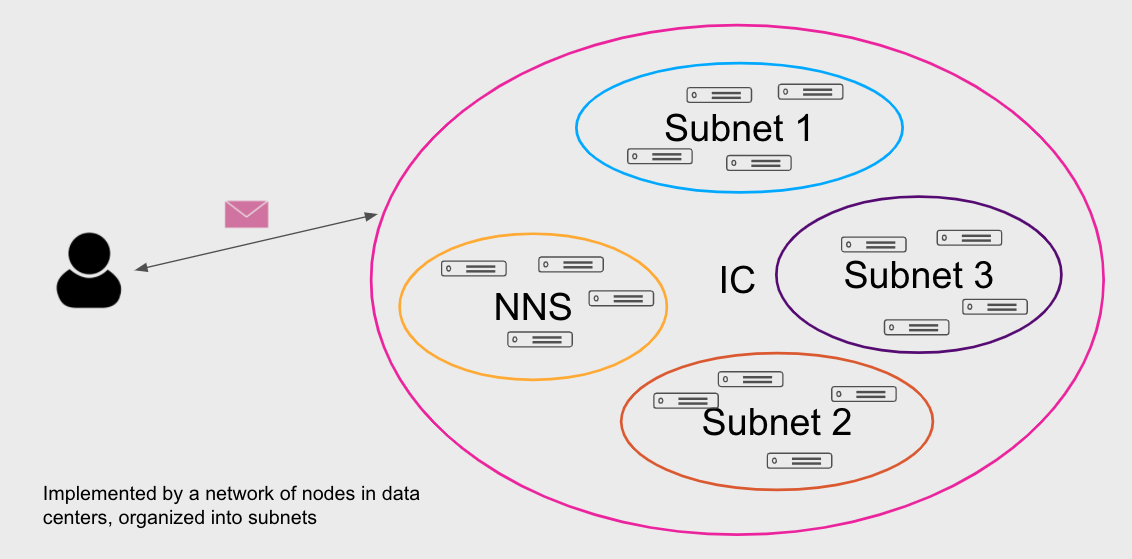 Subnet 1
Subnet 3
IC
NNS
Subnet 2
Implemented by a network of nodes in data
centers, organized into subnets